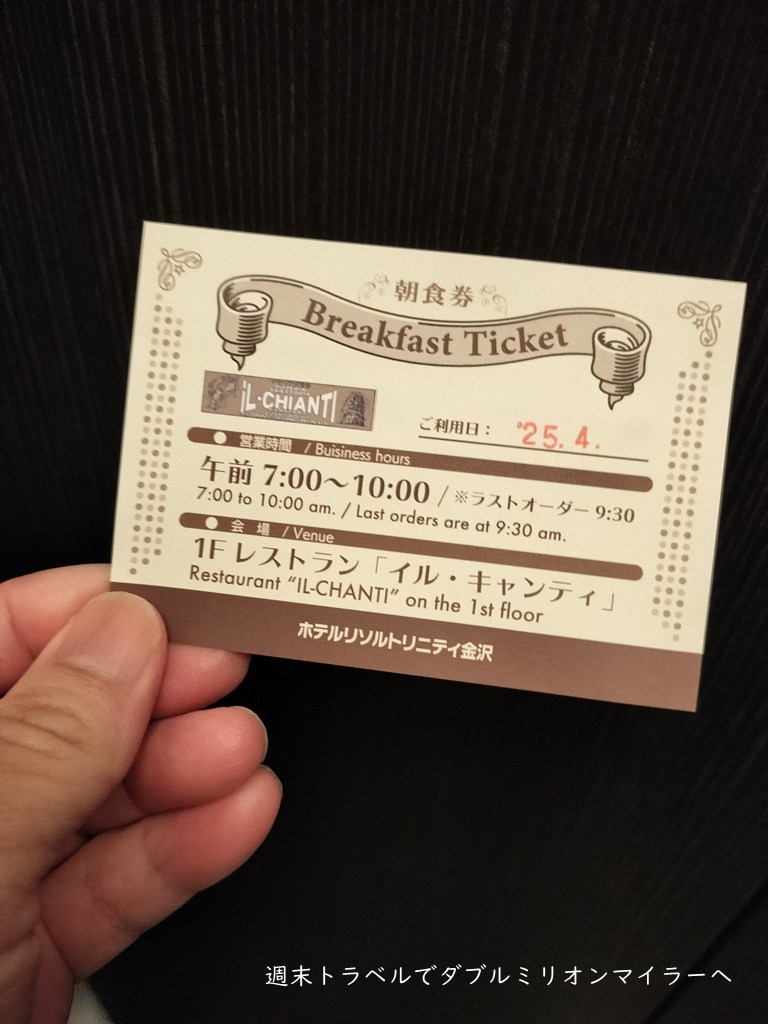 朝食券
Breakfast Ticket
IL·CHIANTI
ご利用日： '25.4.
営業時間 / Buisiness hours
午前 7:00〜10:00 / ※ラストオーダー 9:30
7:00 to 10:00 am. / Last orders are at 9:30 am.
会 場 / Venue
1F レストラン「イル・キャンティ」
Restaurant “IL-CHANTI” on the 1st floor
ホテルリソルトリニティ金沢
週末トラベルでダブルミリオンマイラーへ